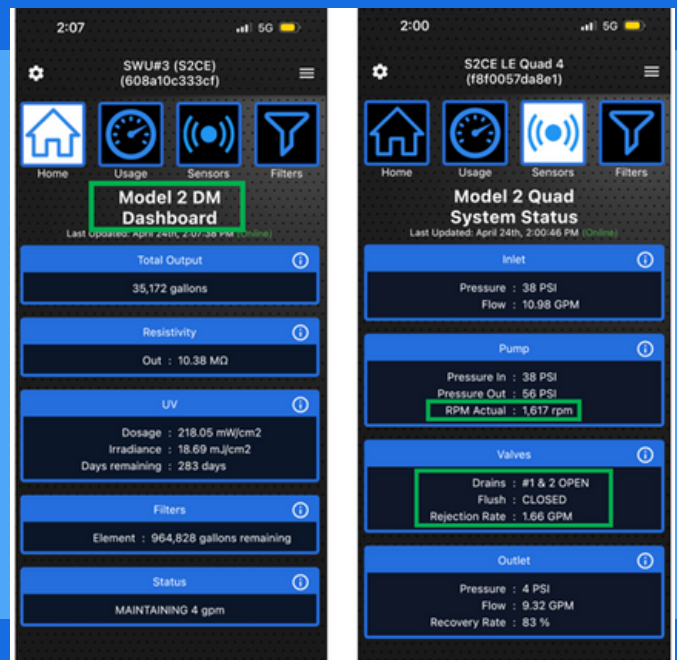 2:07
5G
SWU#3 (S2CE)
(608a10c333cf)
Home
Usage
Sensors
Filters
Model 2 DM
Dashboard
Last Updated: April 24th, 2:07:38 PM (Online)
Total Output
35,172 gallons
Resistivity
Out : 10.38 MΩ
UV
Dosage : 218.05 mW/cm2
Irradiance : 18.69 mJ/cm2
Days remaining : 283 days
Filters
Element : 964,828 gallons remaining
Status
MAINTAINING 4 gpm
2:00
5G
S2CE LE Quad 4
(f8f0057da8e1)
Home
Usage
Sensors
Filters
Model 2 Quad
System Status
Last Updated: April 24th, 2:00:46 PM (Online)
Inlet
Pressure : 38 PSI
Flow : 10.98 GPM
Pump
Pressure In : 38 PSI
Pressure Out : 56 PSI
RPM Actual : 1,617 rpm
Valves
Drains : #1 & 2 OPEN
Flush : CLOSED
Rejection Rate : 1.66 GPM
Outlet
Pressure : 4 PSI
Flow : 9.32 GPM
Recovery Rate : 83 %